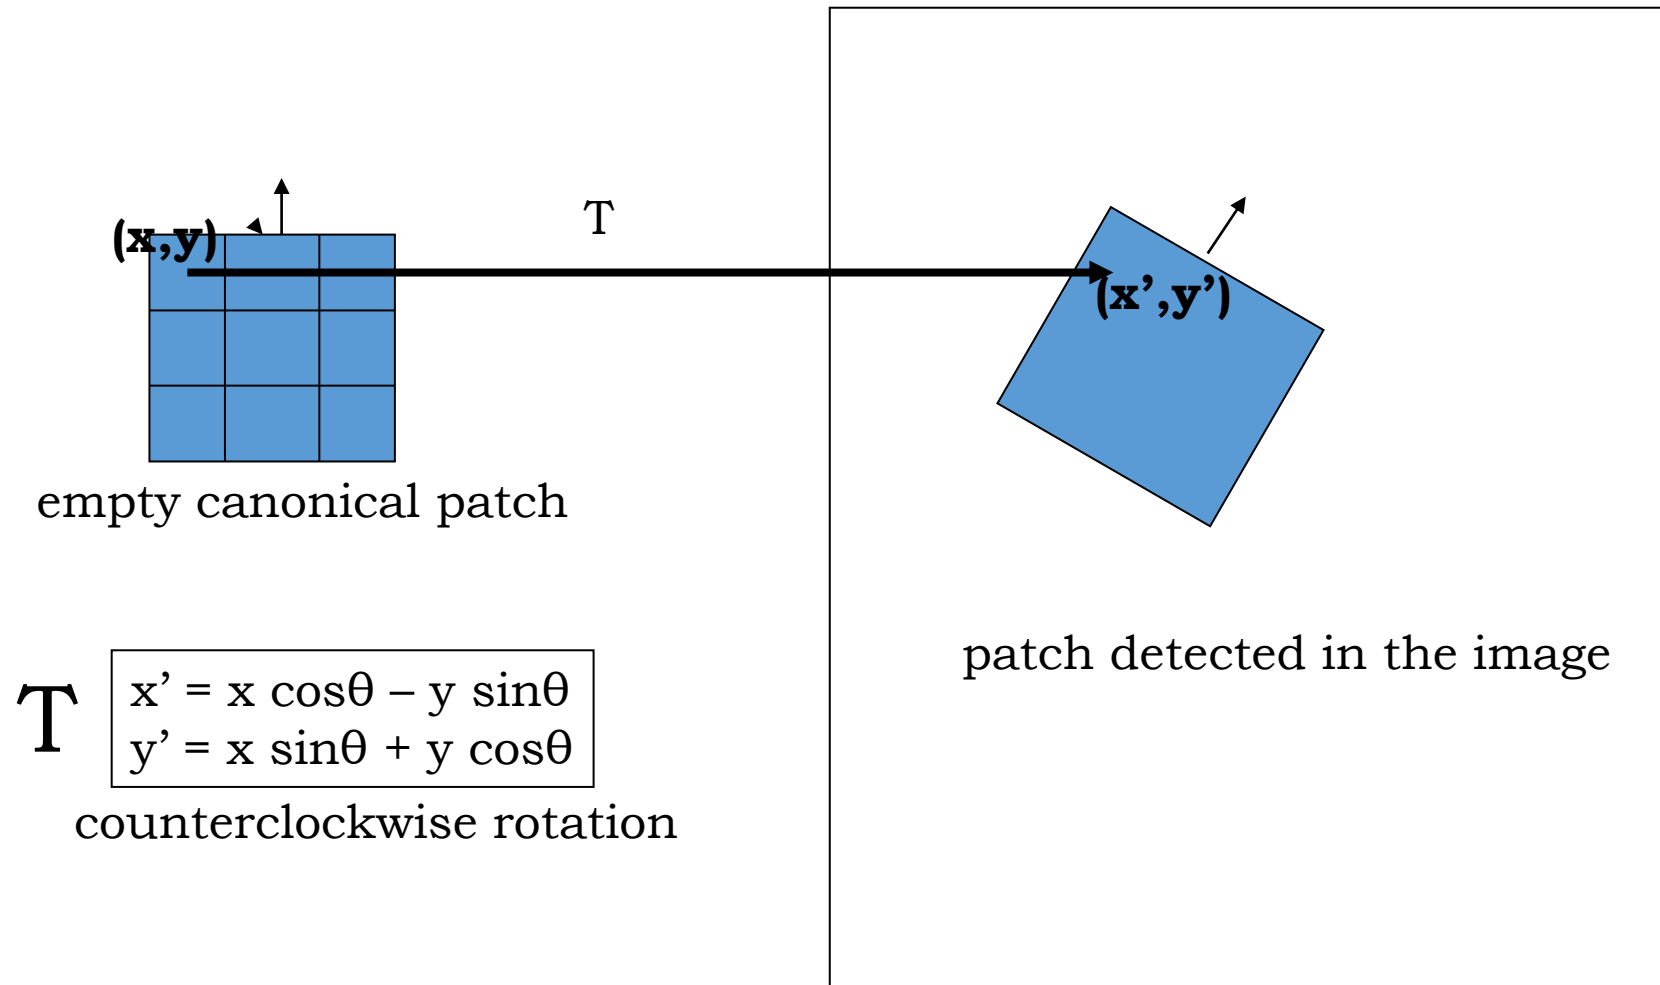 T
(x,y)
(x’,y’)
empty canonical patch
patch detected in the image
T
x’ = x cosθ – y sinθ
y’ = x sinθ + y cosθ
counterclockwise rotation